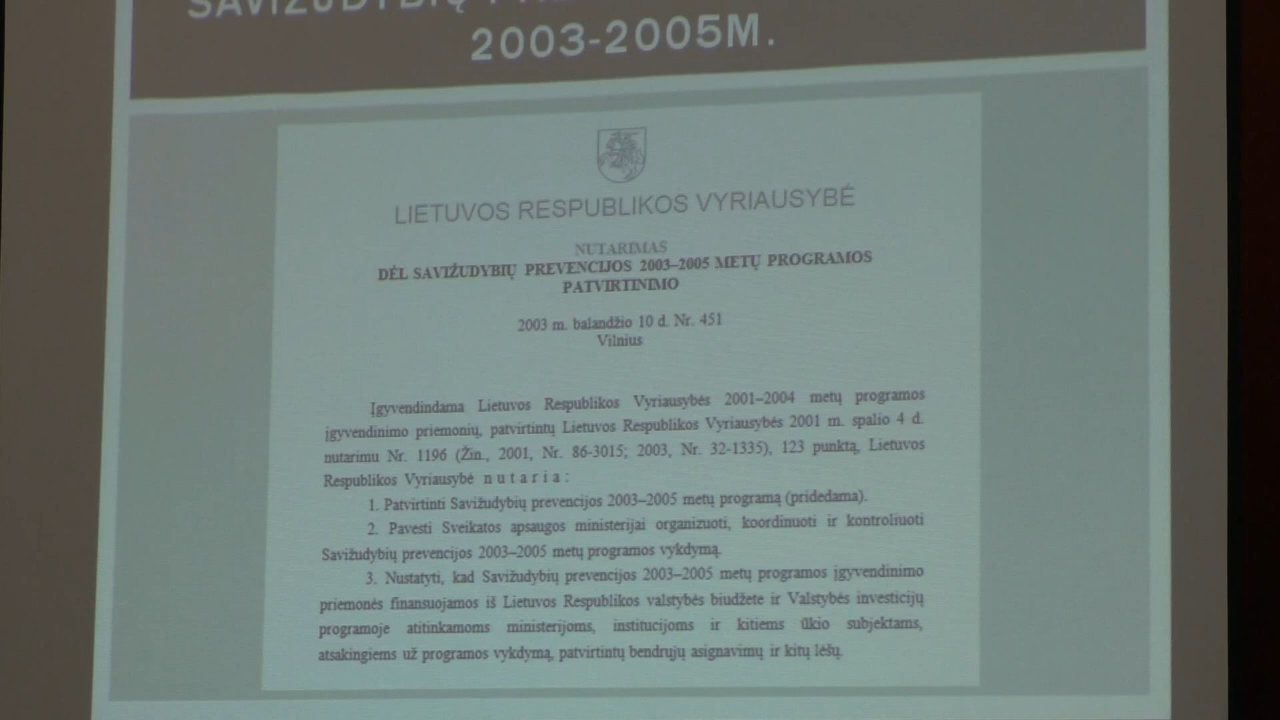 SAVIŽUDYBIŲ
2003-2005M.
LIETUVOS RESPUBLIKOS VYRIAUSYBĖ
NUTARIMAS
DĖL SAVIŽUDYBIŲ PREVENCIJOS 2003–2005 METŲ PROGRAMOS
PATVIRTINIMO
2003 m. balandžio 10 d. Nr. 451
Vilnius
Įgyvendindama Lietuvos Respublikos Vyriausybės 2001–2004 metų programos
įgyvendinimo priemonių, patvirtintų Lietuvos Respublikos Vyriausybės 2001 m. spalio 4 d.
nutarimu Nr. 1196 (Žin., 2001, Nr. 86-3015; 2003, Nr. 32-1335), 123 punktą, Lietuvos
Respublikos Vyriausybė n u t a r i a :
1. Patvirtinti Savižudybių prevencijos 2003–2005 metų programą (pridedama).
2. Pavesti Sveikatos apsaugos ministerijai organizuoti, koordinuoti ir kontroliuoti
Savižudybių prevencijos 2003–2005 metų programos vykdymą.
3. Nustatyti, kad Savižudybių prevencijos 2003–2005 metų programos įgyvendinimo
priemonės finansuojamos iš Lietuvos Respublikos valstybės biudžete ir Valstybės investicijų
programoje atitinkamoms ministerijoms, institucijoms ir kitiems ūkio subjektams,
atsakingiems už programos vykdymą, patvirtintų bendrųjų asignavimų ir kitų lėšų.